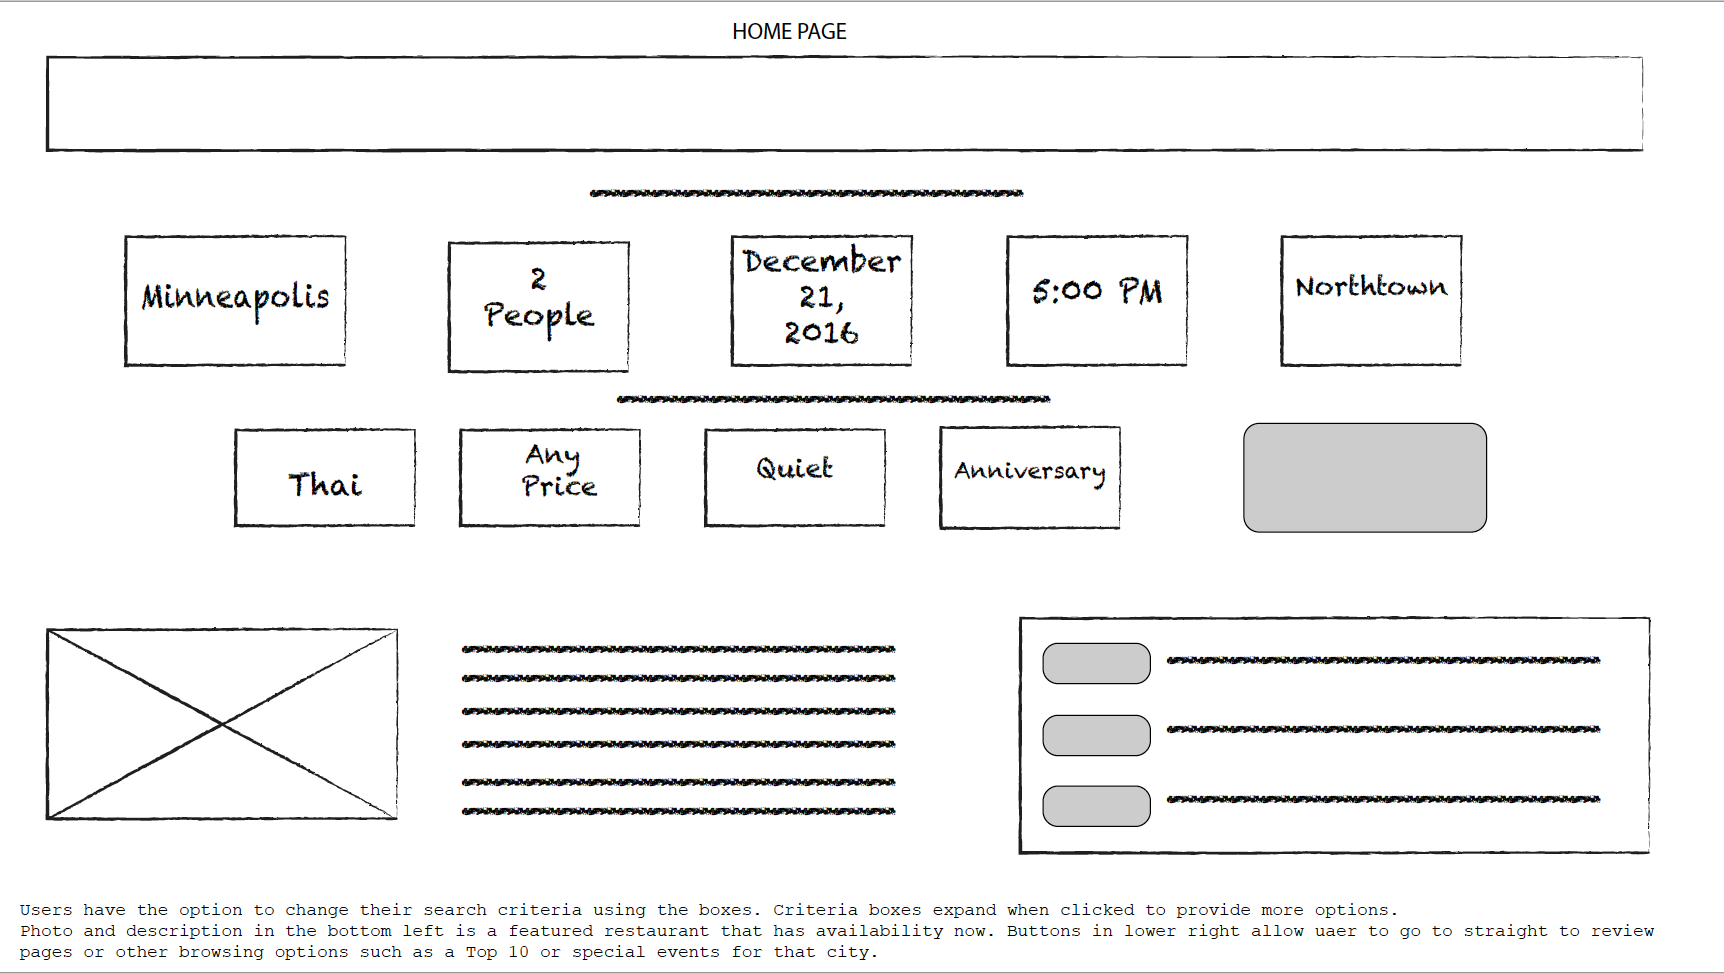 HOME PAGE
Minneapolis
2
People
December
21,
2016
5:00 PM
Northtown
Thai
Any
Price
Quiet
Anniversary
Users have the option to change their search criteria using the boxes. Criteria boxes expand when clicked to provide more options.
Photo and description in the bottom left is a featured restaurant that has availability now. Buttons in lower right allow uaer to go to straight to review
pages or other browsing options such as a Top 10 or special events for that city.